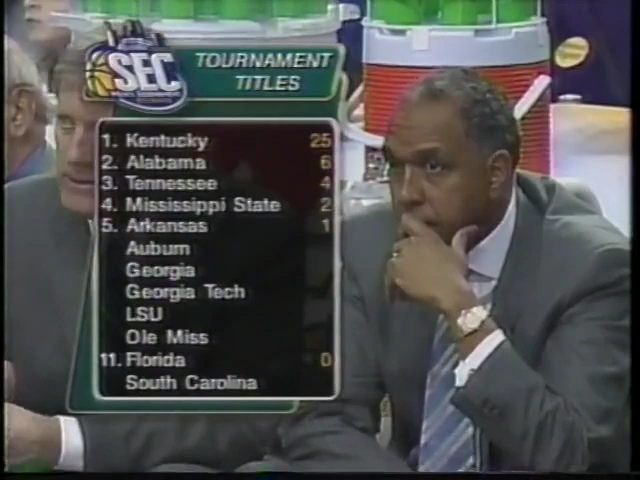 SEC
TOURNAMENT
TITLES
1. Kentucky 25
2. Alabama 6
3. Tennessee 4
4. Mississippi State 2
5. Arkansas 1
Auburn
Georgia
Georgia Tech
LSU
Ole Miss
11. Florida 0
South Carolina